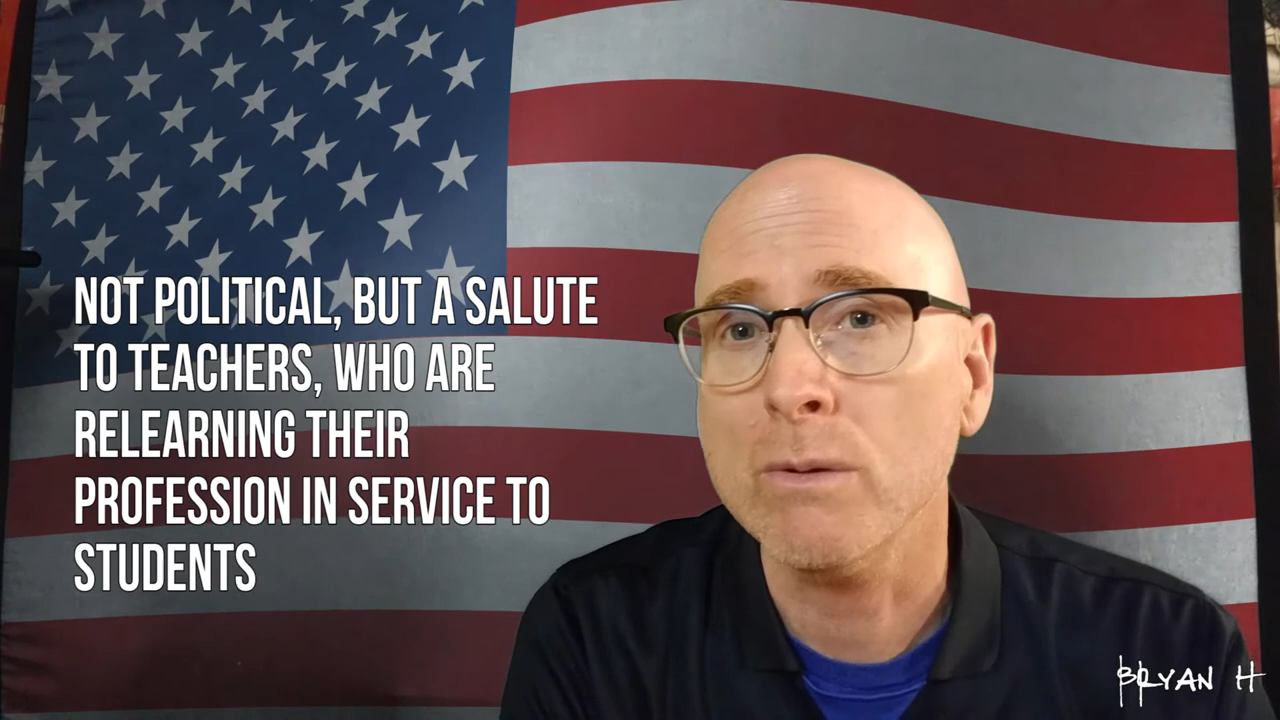 NOT POLITICAL, BUT A SALUTE
TO TEACHERS, WHO ARE
RELEARNING THEIR
PROFESSION IN SERVICE TO
STUDENTS
BRYAN H